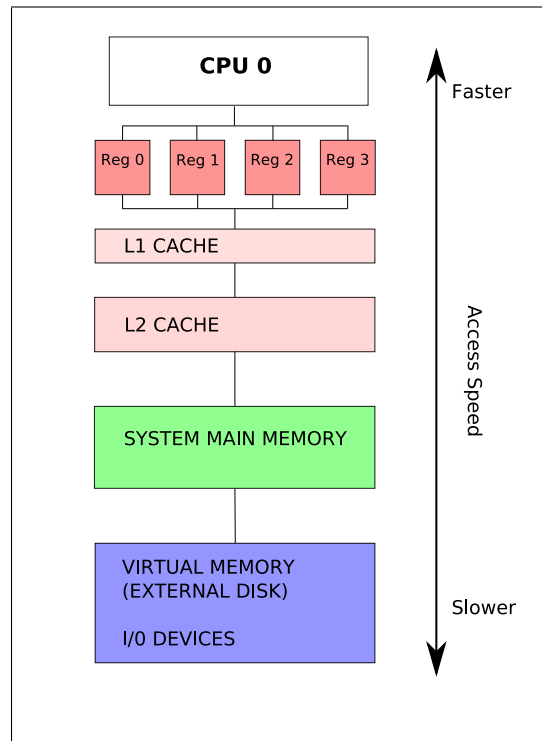 CPU 0
Faster
Reg 0 Reg 1 Reg 2 Reg 3
L1 CACHE
L2 CACHE
Access Speed
SYSTEM MAIN MEMORY
VIRTUAL MEMORY
(EXTERNAL DISK)
Slower
I/0 DEVICES